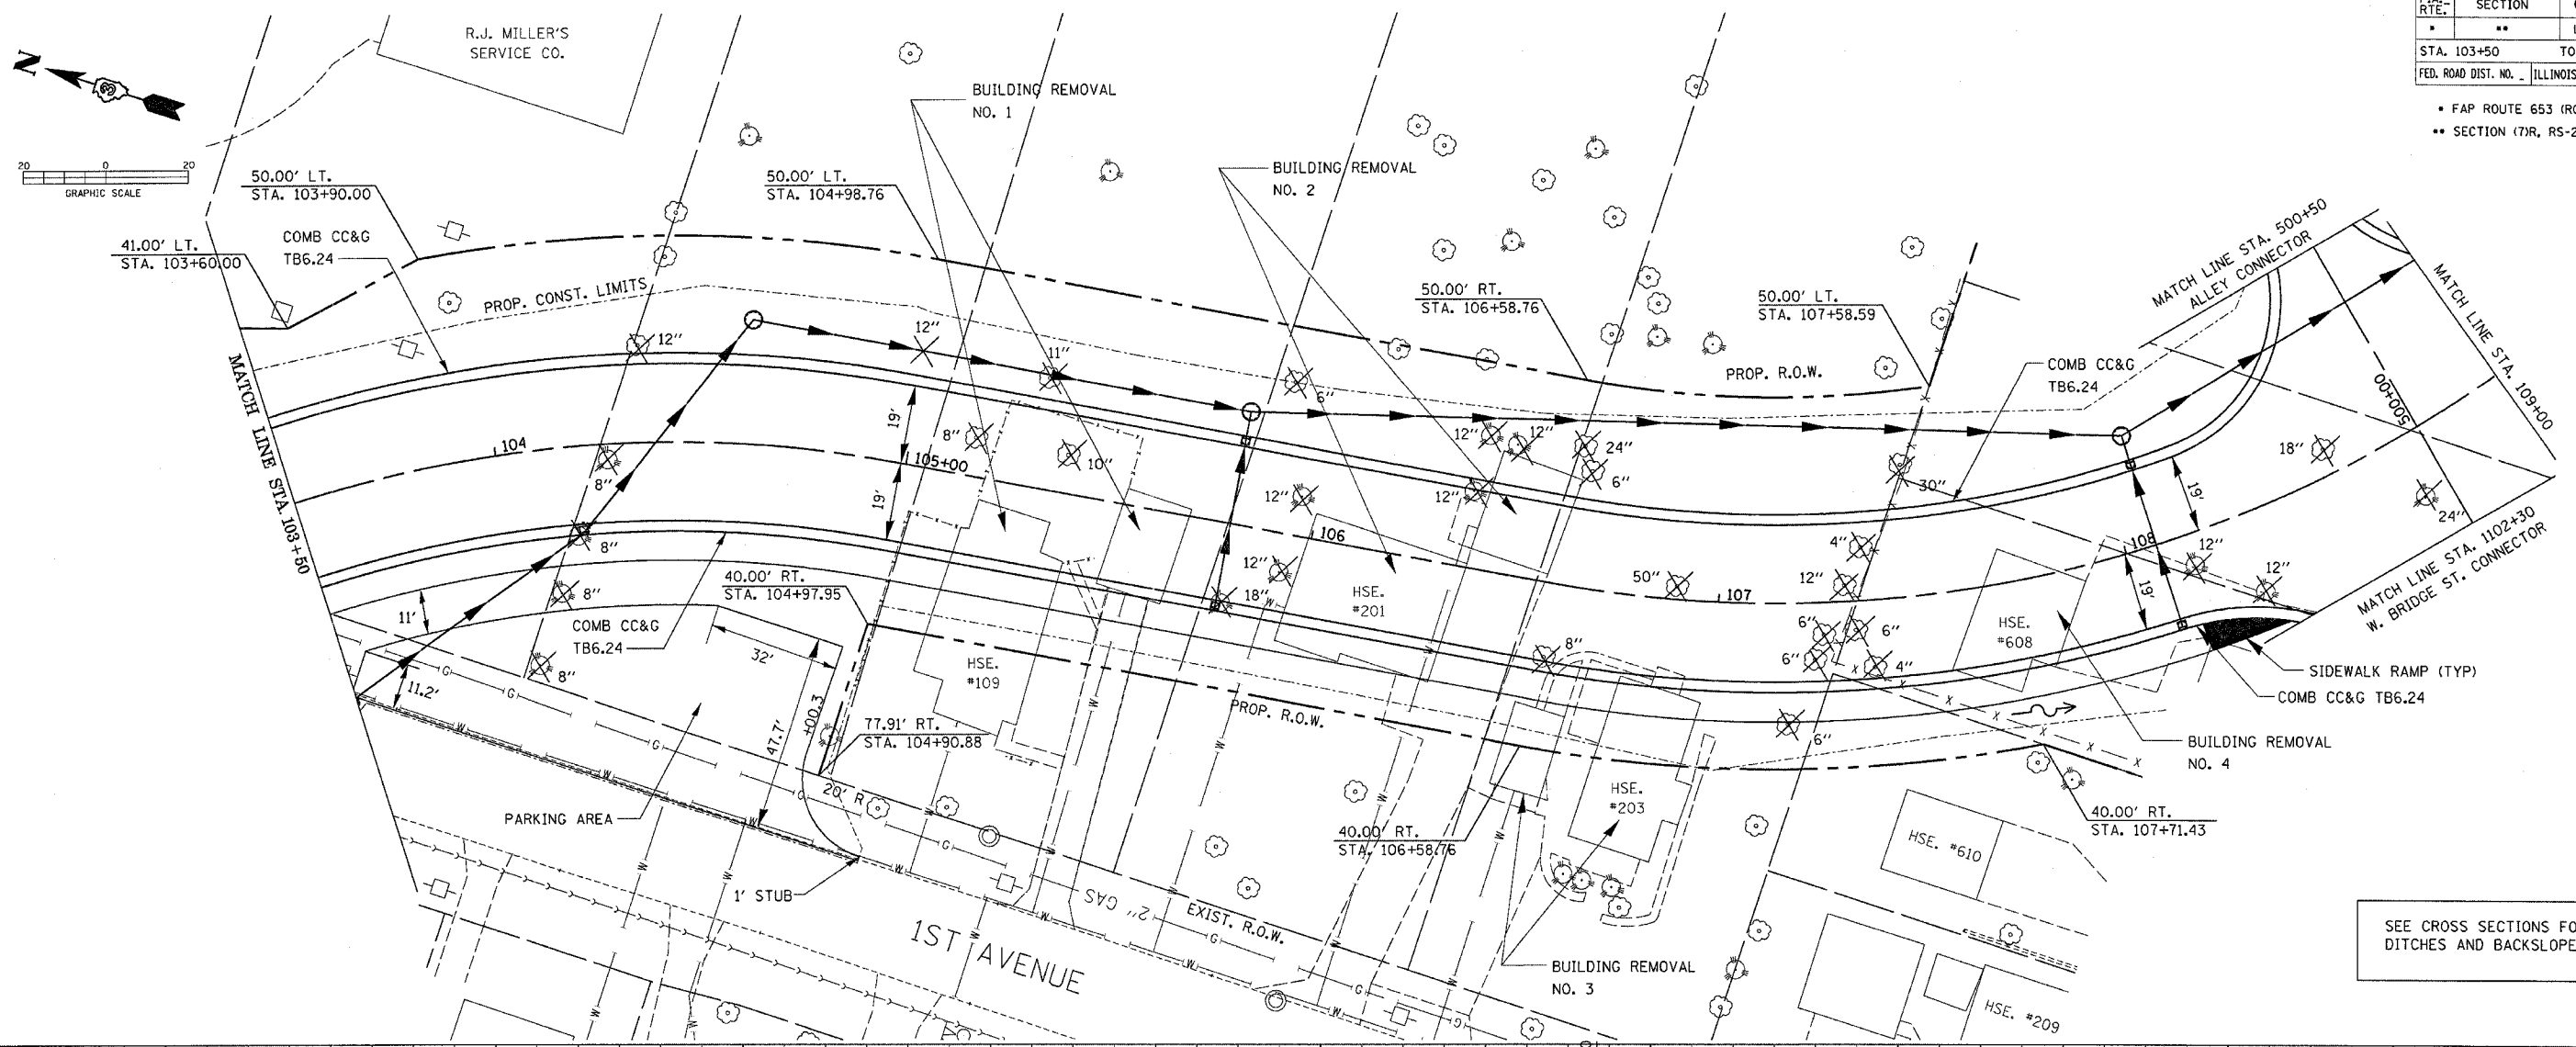 RTE.
SECTION
•
••
STA. 103+50
TO
FED. ROAD DIST. NO. _
ILLINOIS
• FAP ROUTE 653
•• SECTION (7)R, RS-2
N
20 0 20
GRAPHIC SCALE
R.J. MILLER'S
SERVICE CO.
BUILDING REMOVAL
NO. 1
BUILDING REMOVAL
NO. 2
50.00' LT.
STA. 103+90.00
41.00' LT.
STA. 103+60.00
COMB CC&G
TB6.24
50.00' LT.
STA. 104+98.76
PROP. CONST. LIMITS
50.00' RT.
STA. 106+58.76
50.00' LT.
STA. 107+58.59
PROP. R.O.W.
COMB CC&G
TB6.24
MATCH LINE STA. 500+50
ALLEY CONNECTOR
MATCH LINE STA. 109+00
500+00
MATCH LINE STA. 103+50
12"
12"
11"
6"
104
8"
8"
8"
8"
19'
105+00
19'
8"
10"
12"
12"
12"
12"
24"
6"
12"
106
30"
18"
24"
19'
108
19'
12"
12"
18"
HSE.
#201
50"
107
4"
12"
6"
6"
6"
4"
8"
6"
HSE.
#608
MATCH LINE STA. 1102+30
W. BRIDGE ST. CONNECTOR
SIDEWALK RAMP (TYP)
COMB CC&G TB6.24
BUILDING REMOVAL
NO. 4
11'
11.2'
COMB CC&G
TB6.24
32'
47.7'
+00.3
40.00' RT.
STA. 104+97.95
77.91' RT.
STA. 104+90.88
20' R
HSE.
#109
PROP. R.O.W.
PARKING AREA
1' STUB
40.00' RT.
STA. 106+58.76
HSE.
#203
40.00' RT.
STA. 107+71.43
HSE. #610
HSE. #209
BUILDING REMOVAL
NO. 3
2" GAS
EXIST. R.O.W.
1ST AVENUE
SEE CROSS SECTIONS FO
DITCHES AND BACKSLOPE